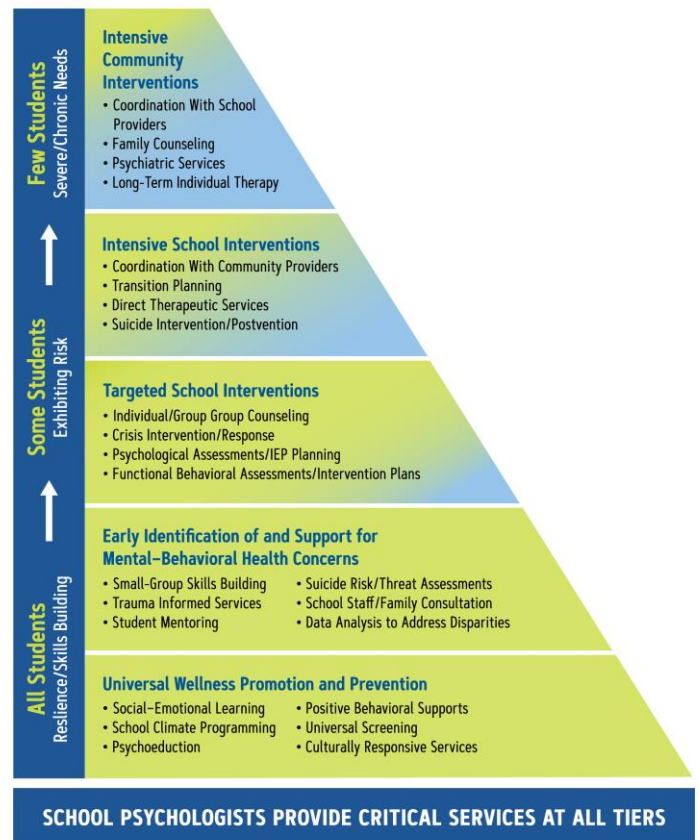 Few Students
Severe/Chronic Needs
Intensive
Community
Interventions
• Coordination With School
Providers
• Family Counseling
• Psychiatric Services
• Long-Term Individual Therapy
Intensive School Interventions
• Coordination With Community Providers
• Transition Planning
• Direct Therapeutic Services
• Suicide Intervention/Postvention
Some Students
Exhibiting Risk
Targeted School Interventions
• Individual/Group Group Counseling
• Crisis Intervention/Response
• Psychological Assessments/IEP Planning
• Functional Behavioral Assessments/Intervention Plans
Early Identification of and Support for
Mental–Behavioral Health Concerns
• Small-Group Skills Building
• Trauma Informed Services
• Student Mentoring
• Suicide Risk/Threat Assessments
• School Staff/Family Consultation
• Data Analysis to Address Disparities
All Students
Reslience/Skills Building
Universal Wellness Promotion and Prevention
• Social–Emotional Learning
• School Climate Programming
• Psychoeduction
• Positive Behavioral Supports
• Universal Screening
• Culturally Responsive Services
SCHOOL PSYCHOLOGISTS PROVIDE CRITICAL SERVICES AT ALL TIERS